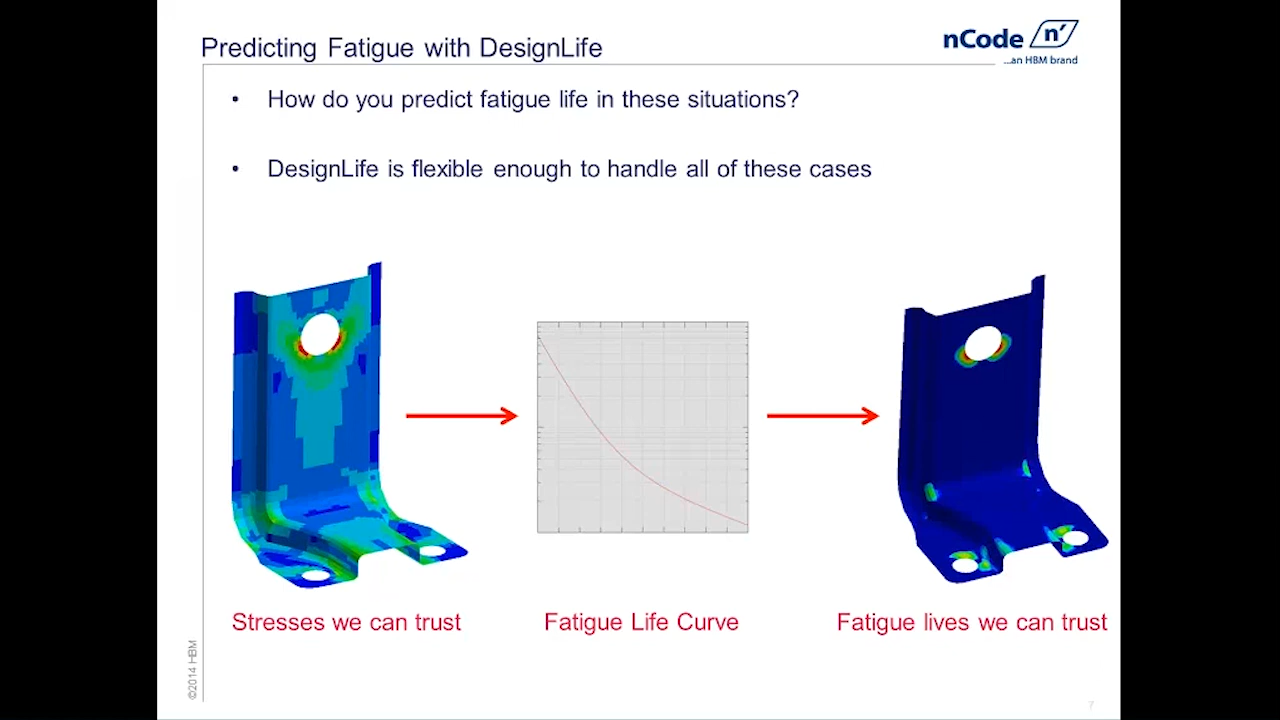 Predicting Fatigue with DesignLife
nCode n'
...an HBM brand
• How do you predict fatigue life in these situations?
• DesignLife is flexible enough to handle all of these cases
Stresses we can trust
Fatigue Life Curve
Fatigue lives we can trust
©2014 HBM
7